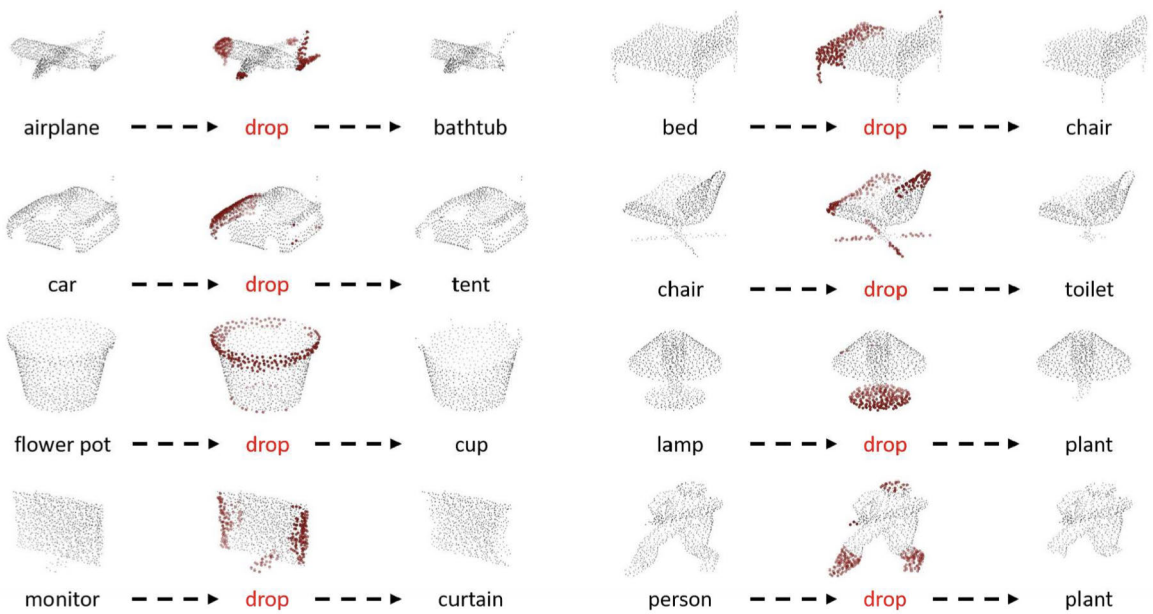 airplane drop bathtub
bed drop chair
car drop tent
chair drop toilet
flower pot drop cup
lamp drop plant
monitor drop curtain
person drop plant